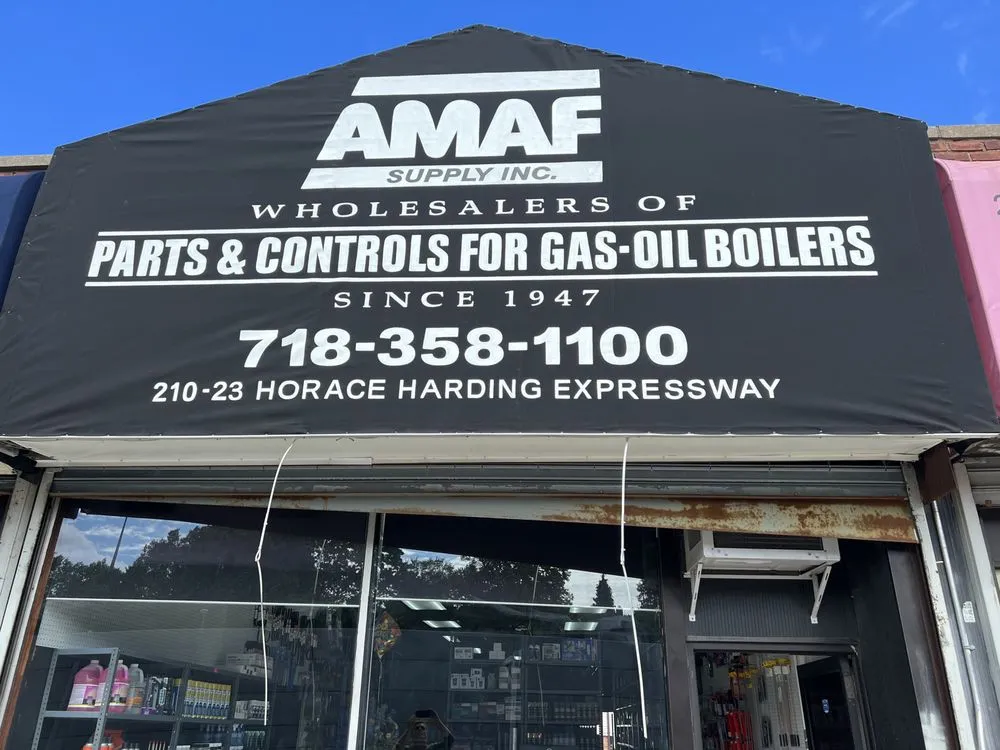 AMAF
SUPPLY INC.
WHOLESALERS OF
PARTS & CONTROLS FOR GAS-OIL BOILERS
SINCE 1947
718-358-1100
210-23 HORACE HARDING EXPRESSWAY